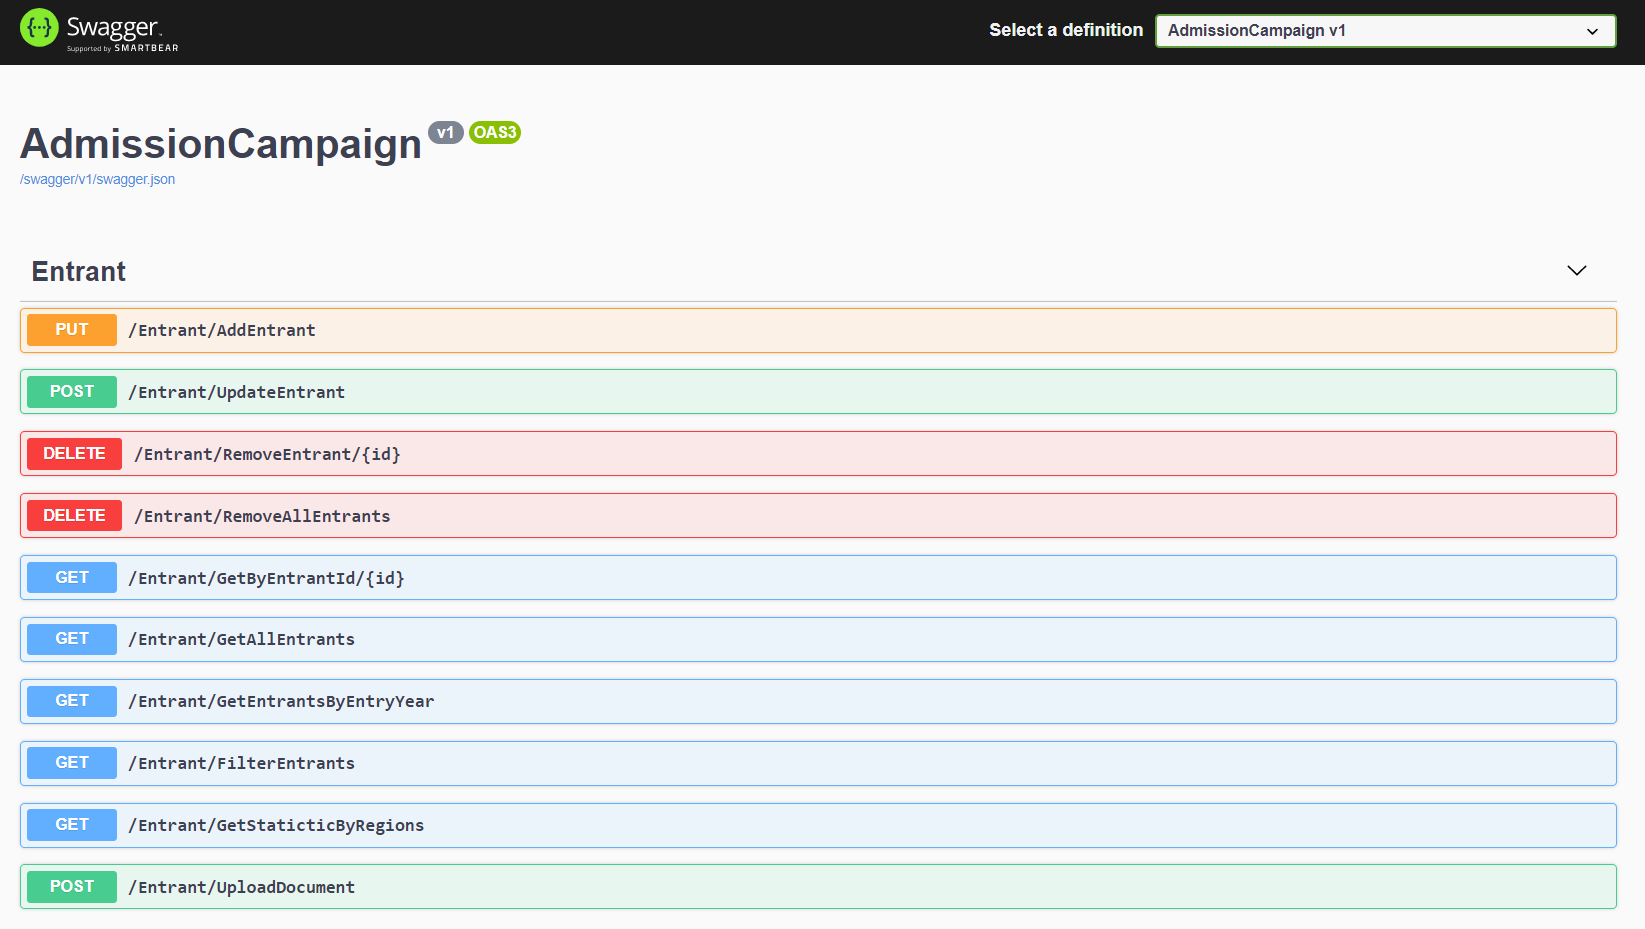 Swagger
Supported by SMARTBEAR
Select a definition
AdmissionCampaign v1
AdmissionCampaign v1 OAS3
/swagger/v1/swagger.json
Entrant
PUT /Entrant/AddEntrant
POST /Entrant/UpdateEntrant
DELETE /Entrant/RemoveEntrant/{id}
DELETE /Entrant/RemoveAllEntrants
GET /Entrant/GetByEntrantId/{id}
GET /Entrant/GetAllEntrants
GET /Entrant/GetEntrantsByEntryYear
GET /Entrant/FilterEntrants
GET /Entrant/GetStaticticByRegions
POST /Entrant/UploadDocument